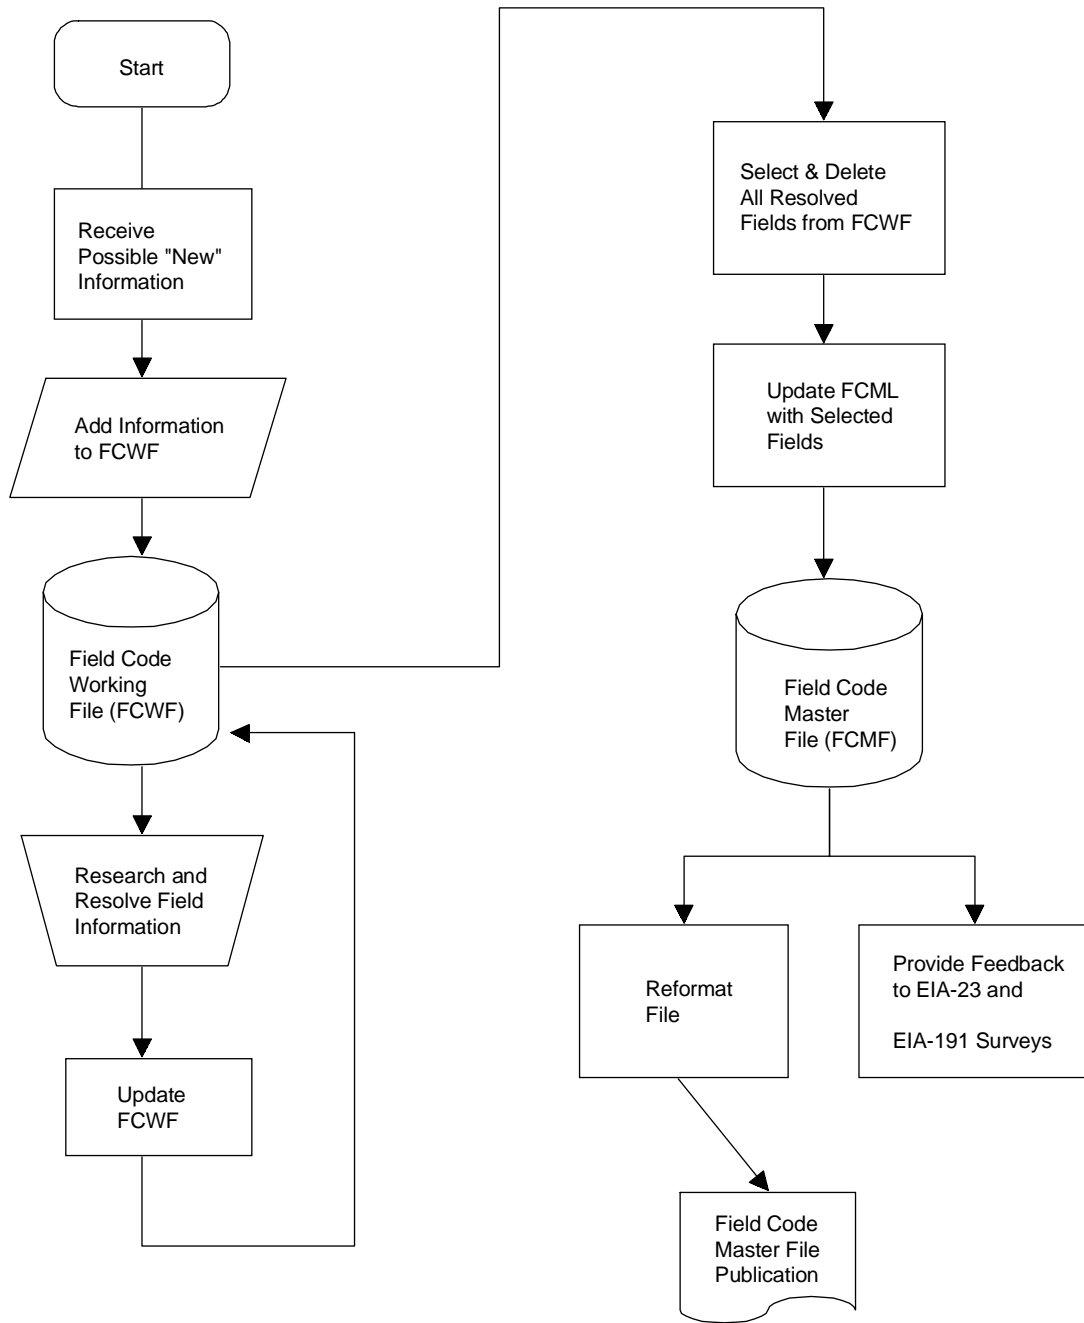 Start
Receive
Possible "New"
Information
Add Information
to FCWF
Field Code
Working
File (FCWF)
Research and
Resolve Field
Information
Update
FCWF
Select & Delete
All Resolved
Fields from FCWF
Update FCML
with Selected
Fields
Field Code
Master
File (FCMF)
Reformat
File
Provide Feedback
to EIA-23 and
EIA-191 Surveys
Field Code
Master File
Publication